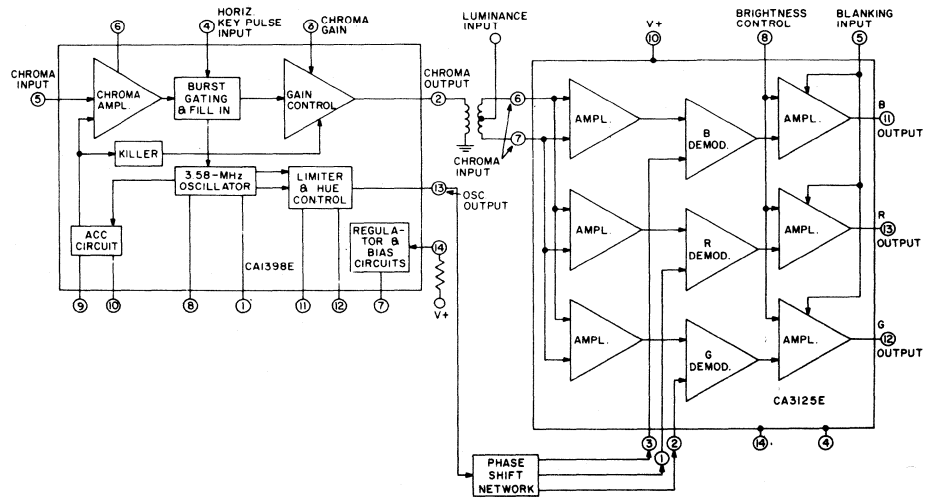 HORIZ.
KEY PULSE
INPUT
CHROMA
GAIN
LUMINANCE
INPUT
V+
BRIGHTNESS
CONTROL
BLANKING
INPUT
6
4
8
10
8
5
CHROMA
INPUT
5
CHROMA
AMPL.
BURST
GATING
& FILL IN
GAIN
CONTROL
CHROMA
OUTPUT
2
6
7
CHROMA
INPUT
KILLER
3.58-MHz
OSCILLATOR
LIMITER
& HUE
CONTROL
13
OSC
OUTPUT
ACC
CIRCUIT
REGULA-
TOR &
BIAS
CIRCUITS
14
V+
CA1398E
9
10
8
1
11
12
7
AMPL.
B
DEMOD.
AMPL.
B
11
OUTPUT
AMPL.
R
DEMOD.
AMPL.
R
13
OUTPUT
AMPL.
G
DEMOD.
AMPL.
G
12
OUTPUT
CA3125E
3
1
2
14
4
PHASE
SHIFT
NETWORK